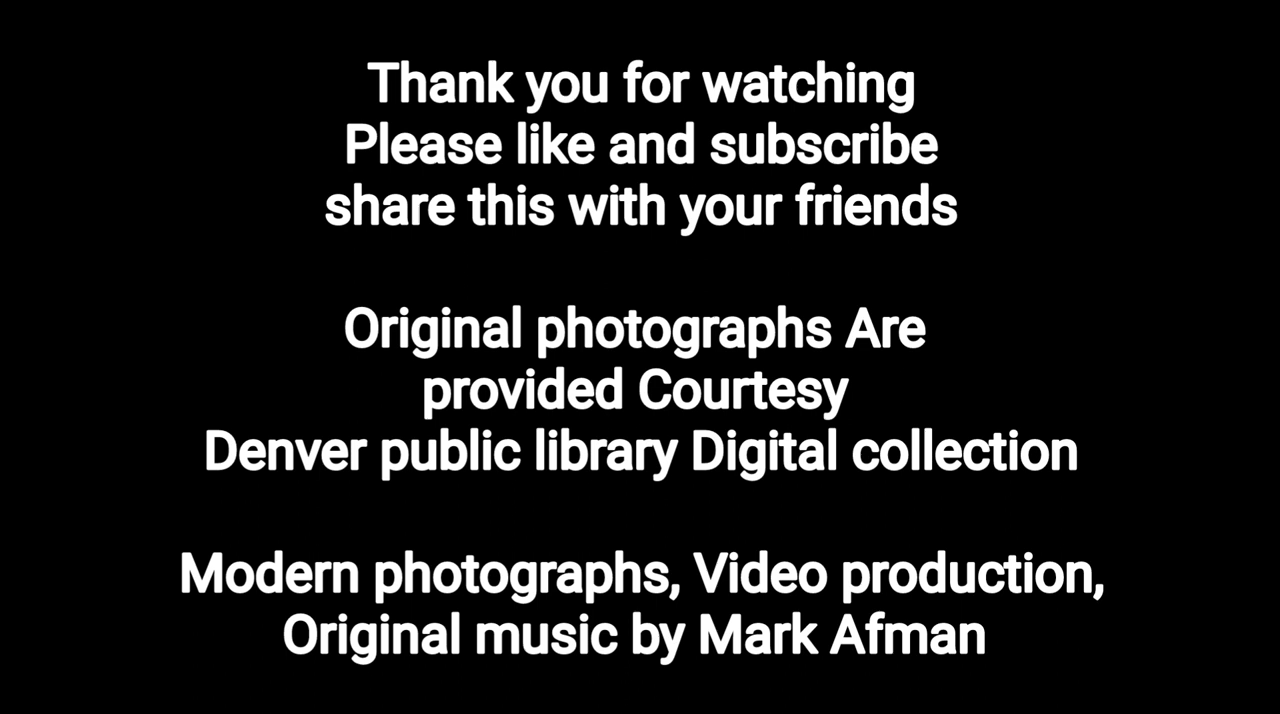 Thank you for watching
Please like and subscribe
share this with your friends
Original photographs Are
provided Courtesy
Denver public library Digital collection
Modern photographs, Video production,
Original music by Mark Afman